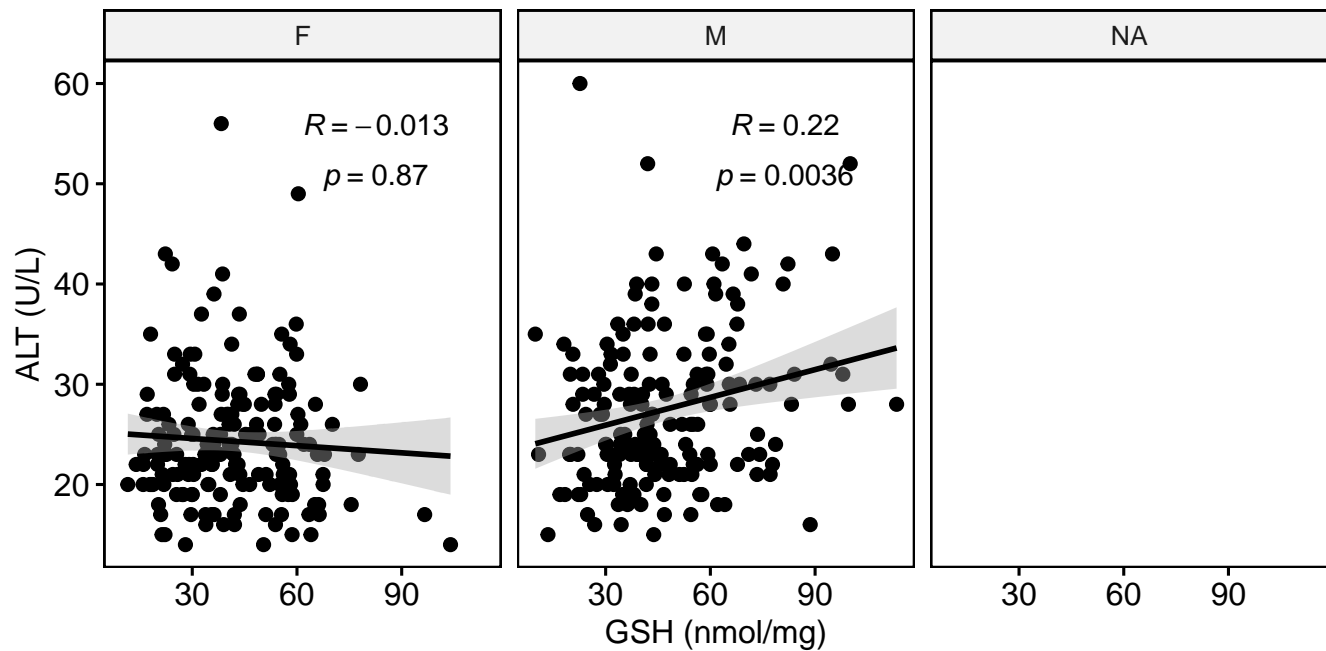 F
M
NA
R = −0.013
p = 0.87
R = 0.22
p = 0.0036
ALT (U/L)
60
50
40
30
20
30 60 90
30 60 90
30 60 90
GSH (nmol/mg)